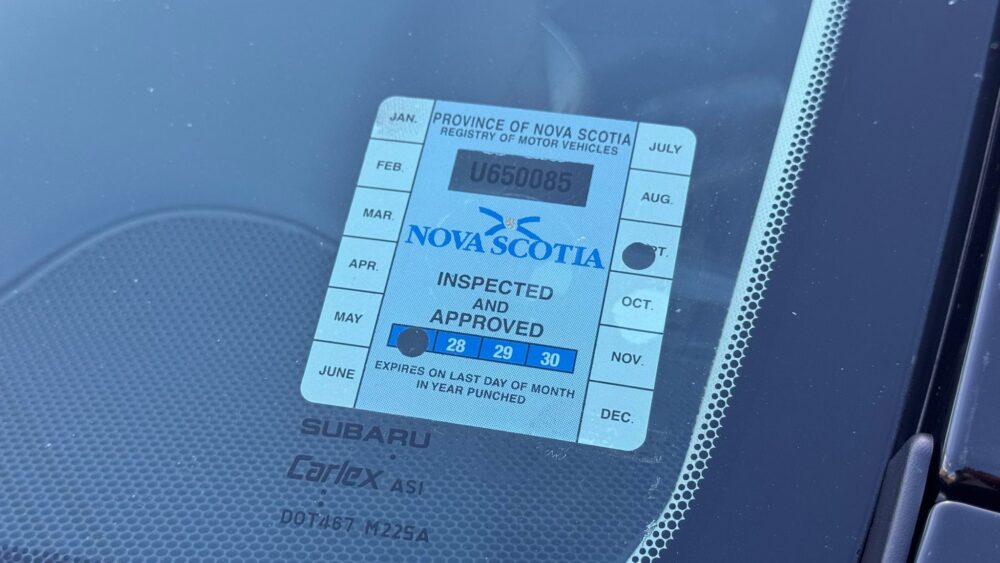 JAN.
FEB.
MAR.
APR.
MAY
JUNE
PROVINCE OF NOVA SCOTIA
REGISTRY OF MOTOR VEHICLES
U650085
NOVA SCOTIA
INSPECTED
AND
APPROVED
28 29 30
EXPIRES ON LAST DAY OF MONTH
IN YEAR PUNCHED
JULY
AUG.
PT.
OCT.
NOV.
DEC.
SUBARU
Carlex ASI
DOT467 M225A